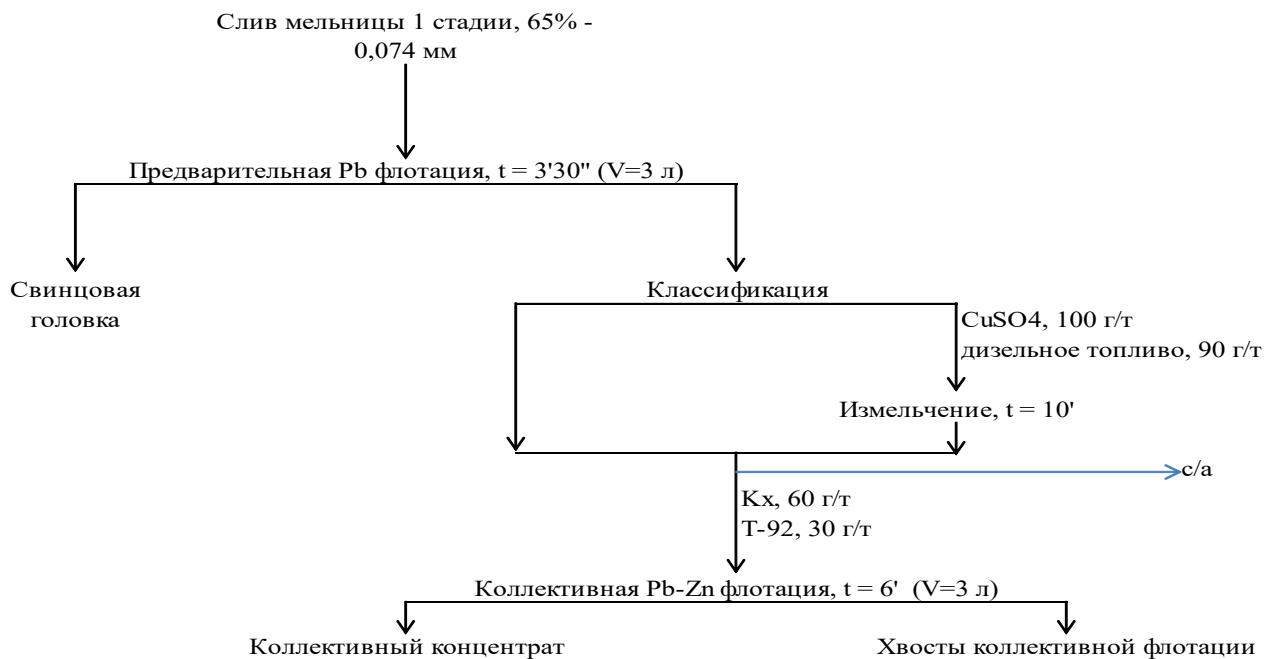 Слив мельницы 1 стадии, 65% -
0,074 мм
Предварительная Pb флотация, t = 3'30" (V=3 л)
Свинцовая
головка
Классификация
CuSO4, 100 г/т
дизельное топливо, 90 г/т
Измельчение, t = 10'
с/а
Кх, 60 г/т
Т-92, 30 г/т
Коллективная Pb-Zn флотация, t = 6' (V=3 л)
Коллективный концентрат
Хвосты коллективной флотации